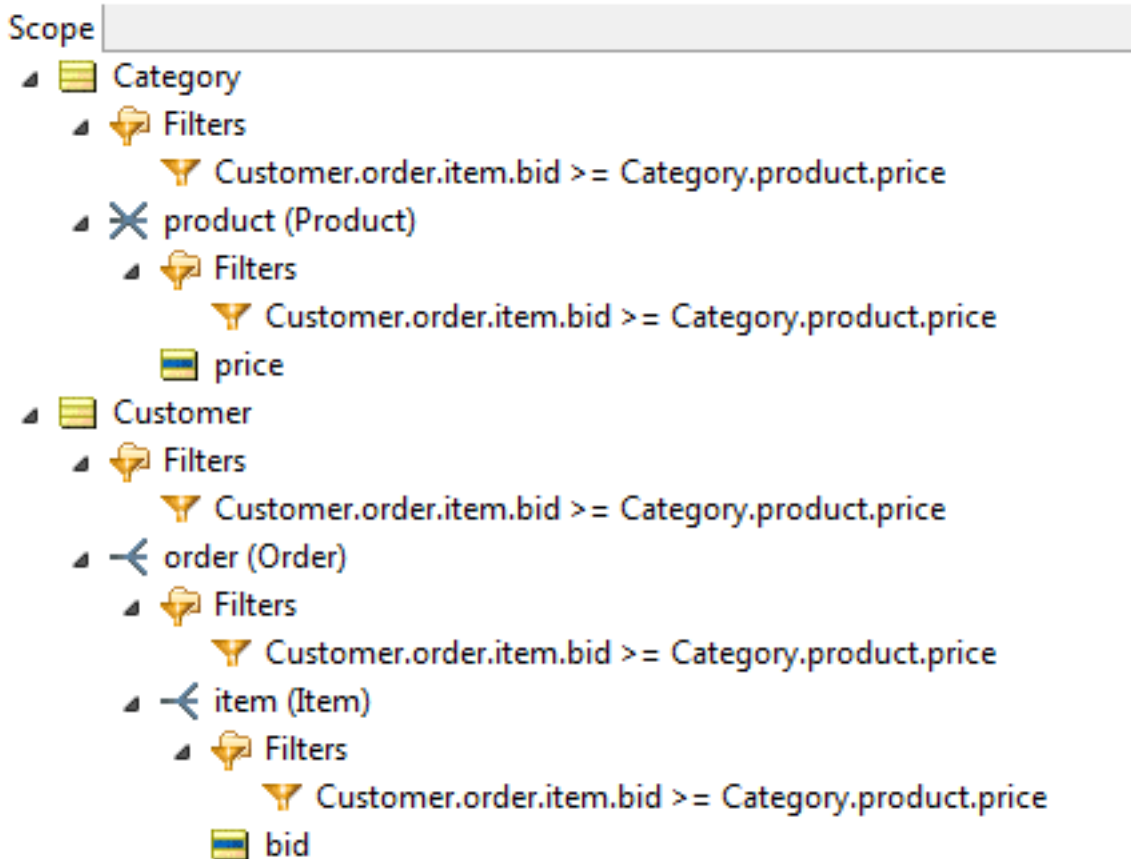 Scope
Category
Filters
Customer.order.item.bid >= Category.product.price
product (Product)
Filters
Customer.order.item.bid >= Category.product.price
price
Customer
Filters
Customer.order.item.bid >= Category.product.price
order (Order)
Filters
Customer.order.item.bid >= Category.product.price
item (Item)
Filters
Customer.order.item.bid >= Category.product.price
bid